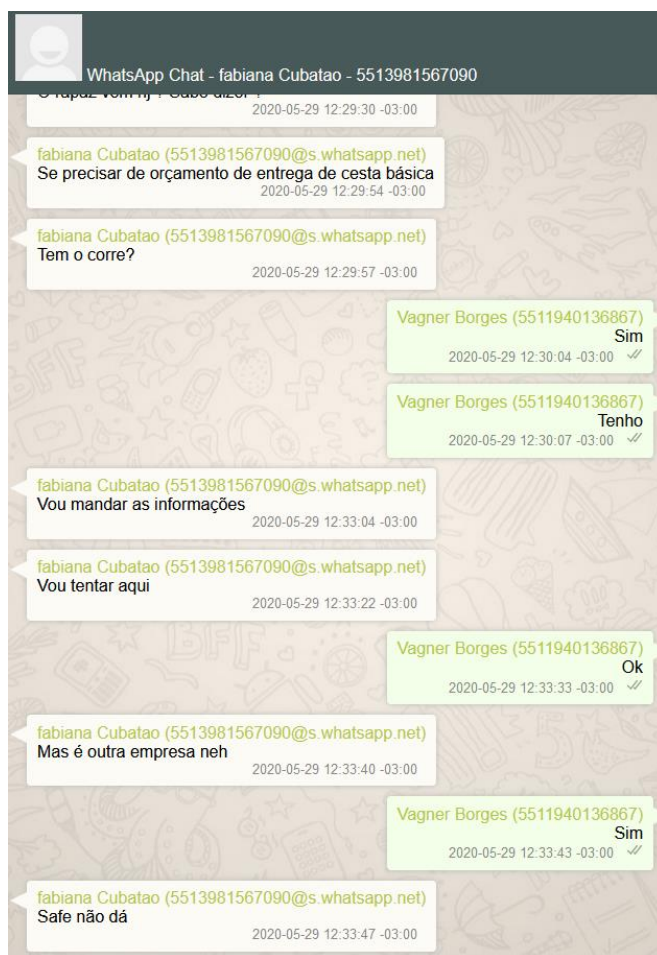 WhatsApp Chat - fabiana Cubatao - 5513981567090
O rapaz vem hj ? Sabe dizer ?
2020-05-29 12:29:30 -03:00
fabiana Cubatao (5513981567090@s.whatsapp.net)
Se precisar de orçamento de entrega de cesta básica
2020-05-29 12:29:54 -03:00
fabiana Cubatao (5513981567090@s.whatsapp.net)
Tem o corre?
2020-05-29 12:29:57 -03:00
Vagner Borges (5511940136867)
Sim
2020-05-29 12:30:04 -03:00
Vagner Borges (5511940136867)
Tenho
2020-05-29 12:30:07 -03:00
fabiana Cubatao (5513981567090@s.whatsapp.net)
Vou mandar as informações
2020-05-29 12:33:04 -03:00
fabiana Cubatao (5513981567090@s.whatsapp.net)
Vou tentar aqui
2020-05-29 12:33:22 -03:00
Vagner Borges (5511940136867)
Ok
2020-05-29 12:33:33 -03:00
fabiana Cubatao (5513981567090@s.whatsapp.net)
Mas é outra empresa neh
2020-05-29 12:33:40 -03:00
Vagner Borges (5511940136867)
Sim
2020-05-29 12:33:43 -03:00
fabiana Cubatao (5513981567090@s.whatsapp.net)
Safe não dá
2020-05-29 12:33:47 -03:00